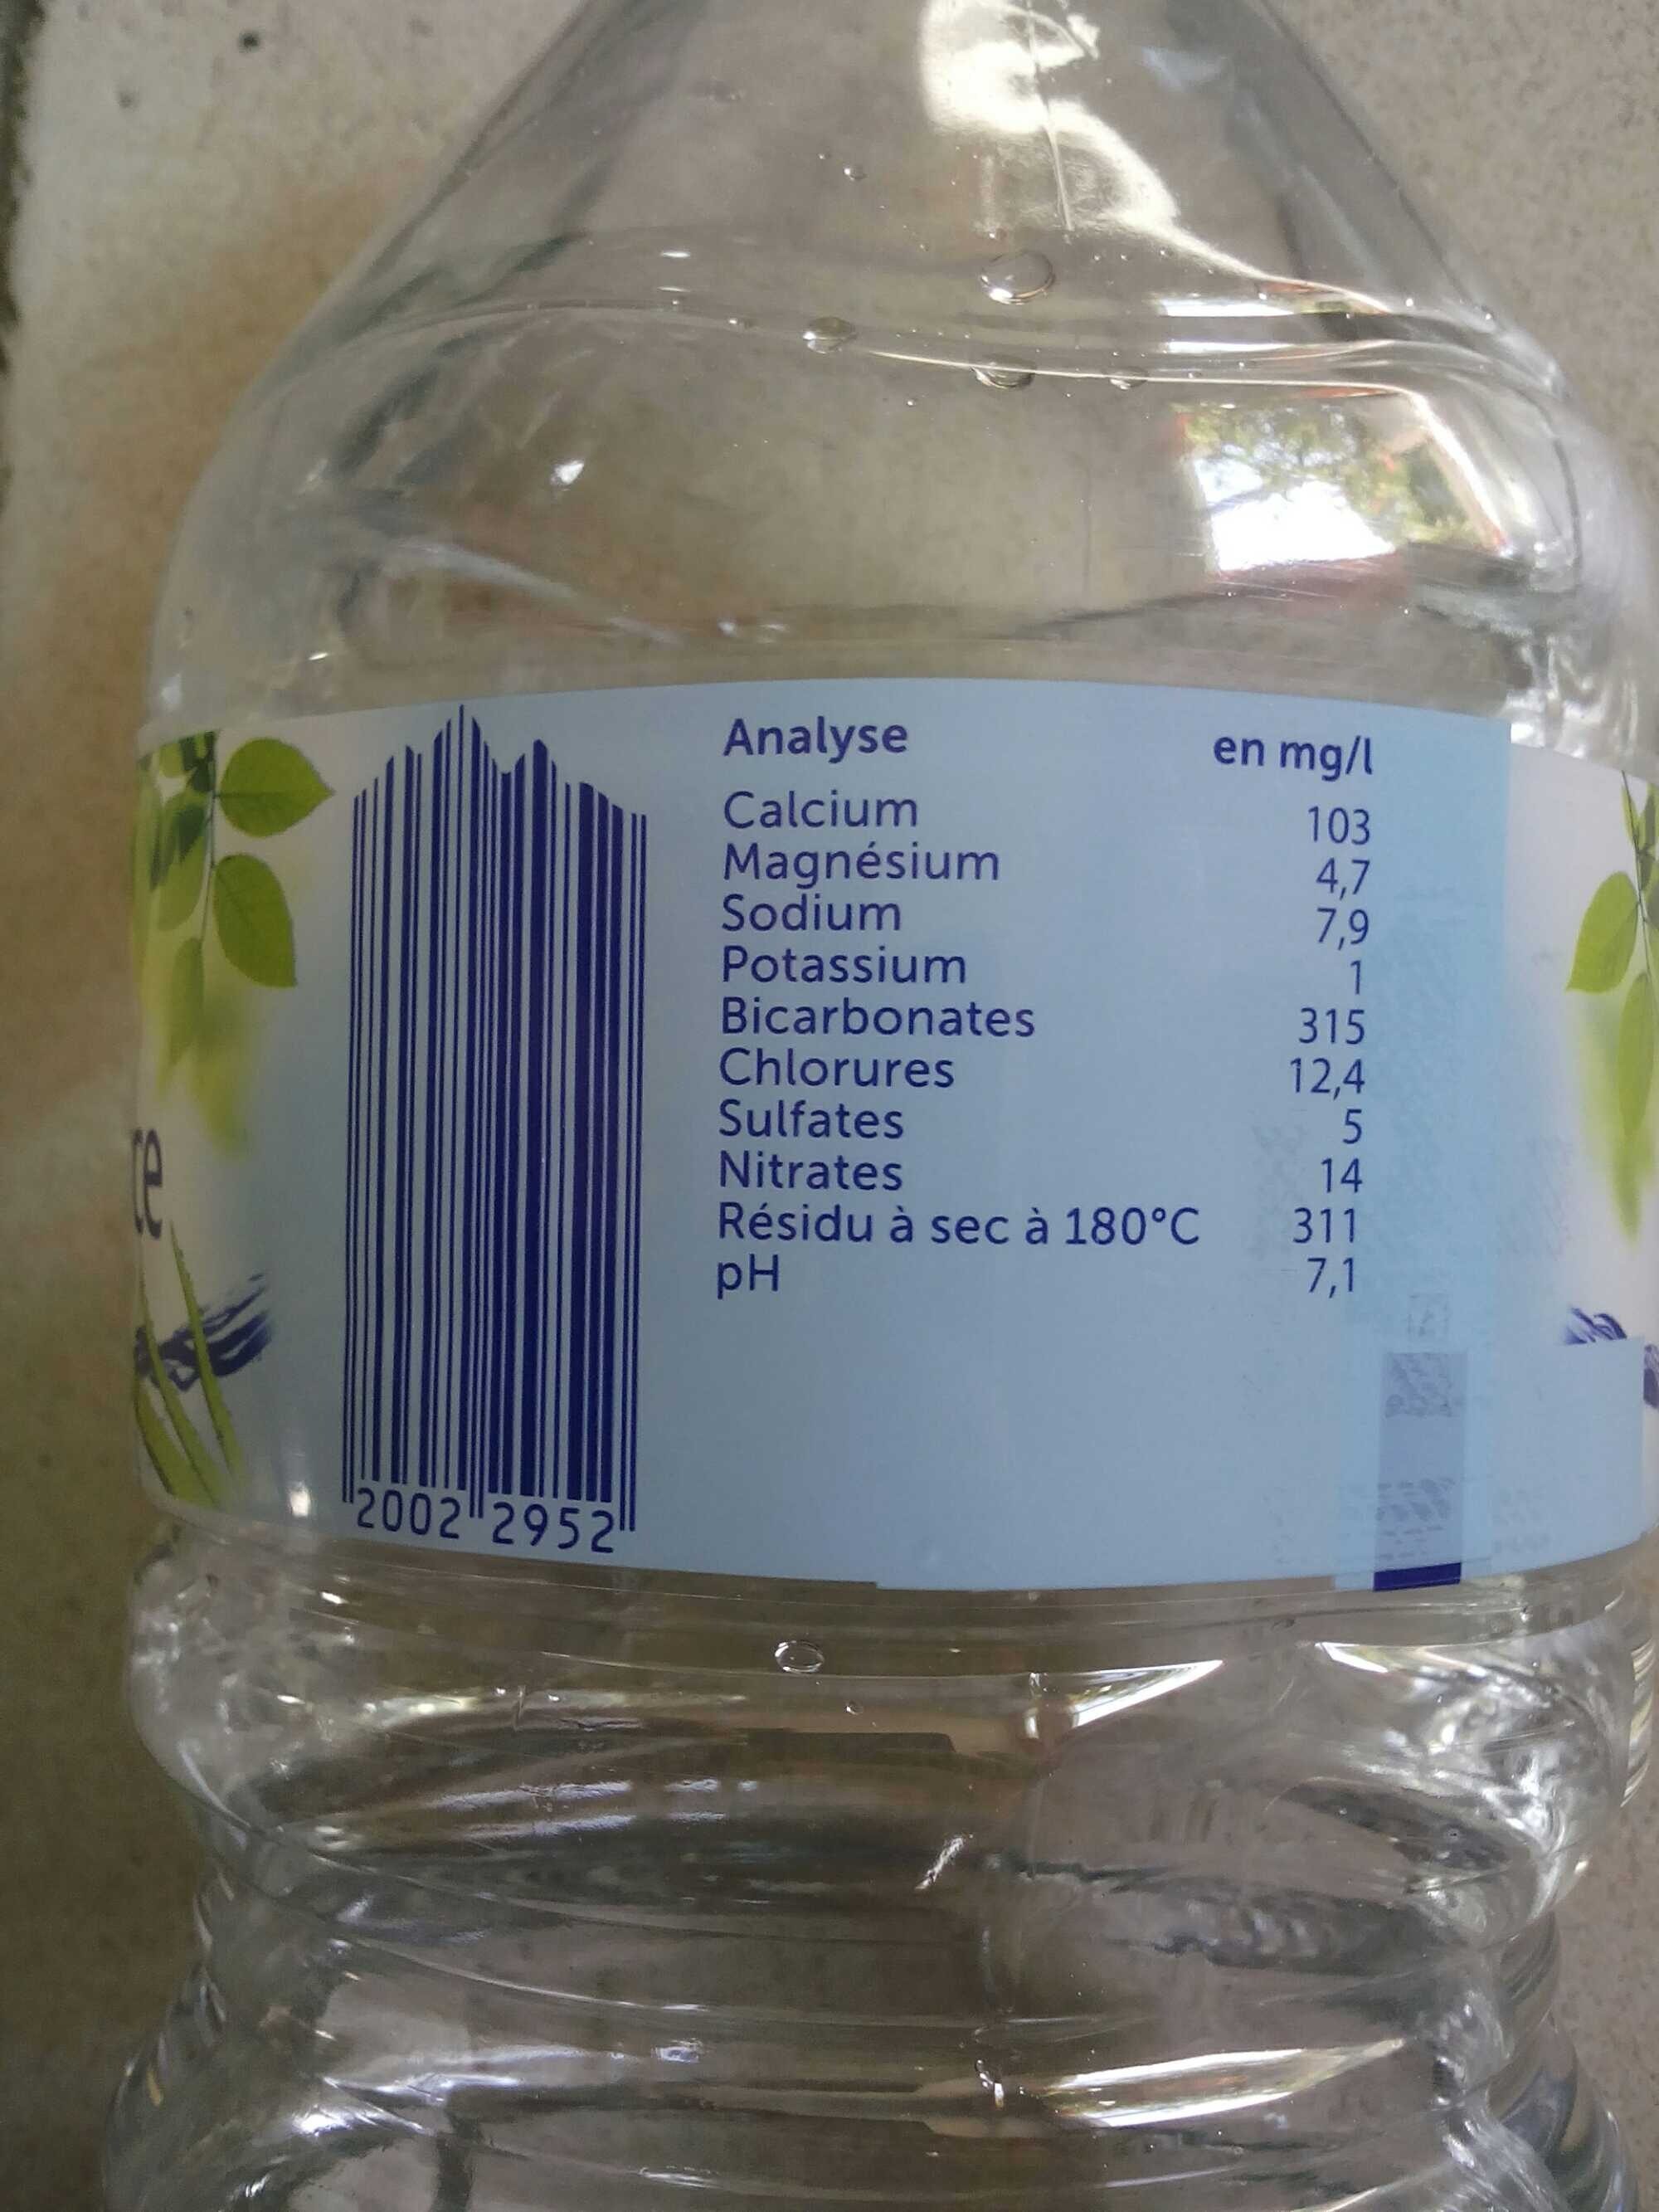 ce
Analyse en mg/l
Calcium 103
Magnésium 4,7
Sodium 7,9
Potassium 1
Bicarbonates 315
Chlorures 12,4
Sulfates 5
Nitrates 14
Résidu à sec à 180°C 311
pH 7,1
2002 2952